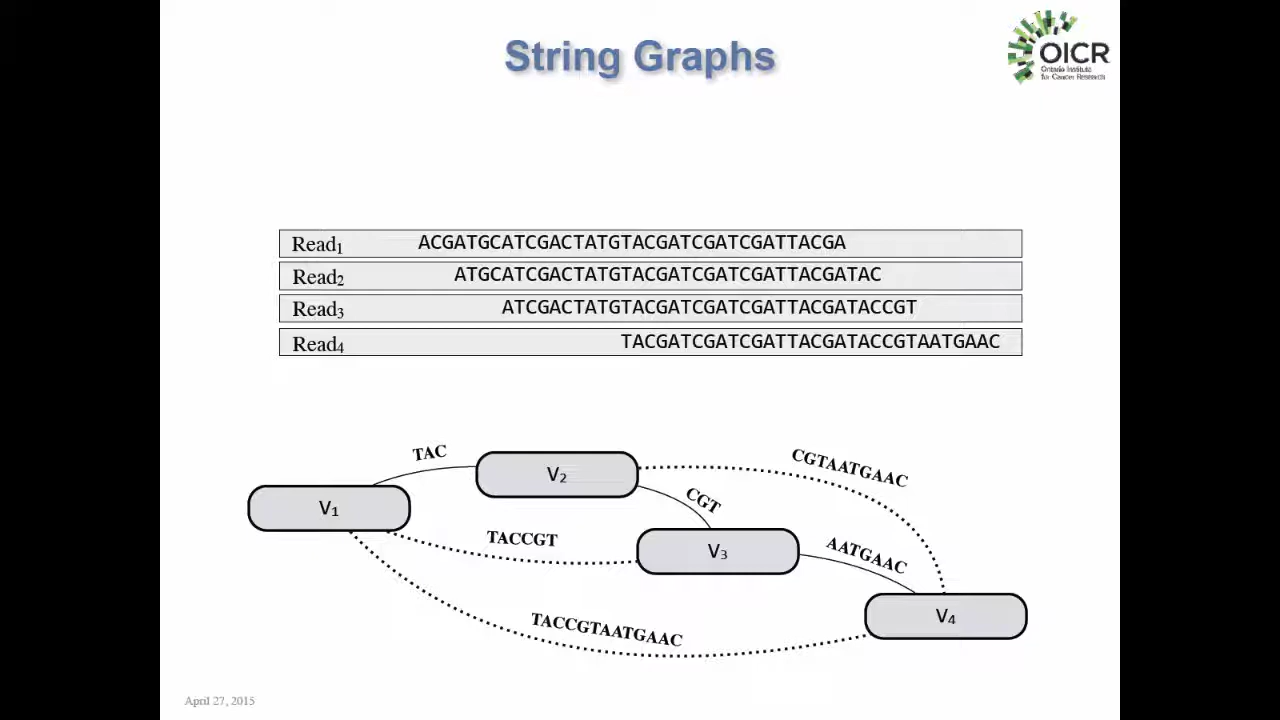 String Graphs
OICR
Ontario Institute
for Cancer Research
Read1 ACGATGCATCGACTATGTACGATCGATCGATTACGA
Read2 ATGCATCGACTATGTACGATCGATCGATTACGATAC
Read3 ATCGACTATGTACGATCGATCGATTACGATACCGT
Read4 TACGATCGATCGATTACGATACCGTAATGAAC
TAC
CGTAATGAAC
V2
CGT
V1
TACCGT
V3
AATGAAC
V4
TACCGTAATGAAC
April 27, 2015